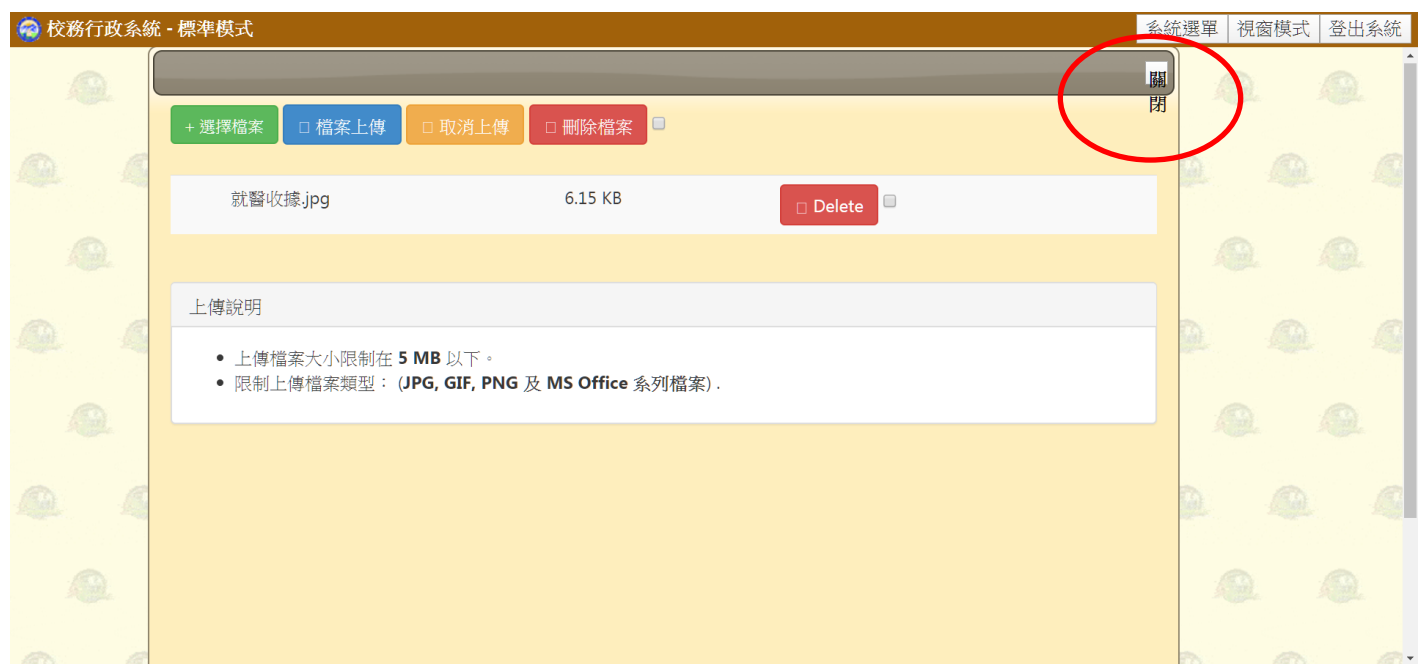 校務行政系統 - 標準模式
系統選單 視窗模式 登出系統
關
閉
+ 選擇檔案 檔案上傳 取消上傳 刪除檔案
就醫收據.jpg 6.15 KB Delete
上傳說明
• 上傳檔案大小限制在 5 MB 以下。
• 限制上傳檔案類型： (JPG, GIF, PNG 及 MS Office 系列檔案) .